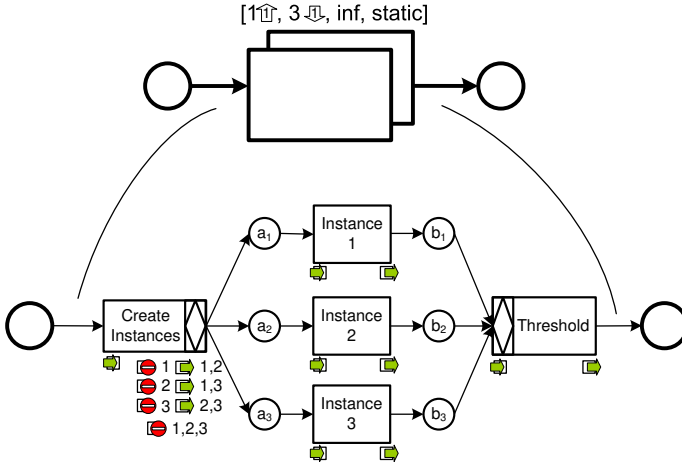 [1⇧, 3⇩, inf, static]
Instance
1
a1
b1
Create
Instances
a2
Instance
2
b2
Threshold
1 1,2
2 1,3
3 2,3
1,2,3
a3
Instance
3
b3